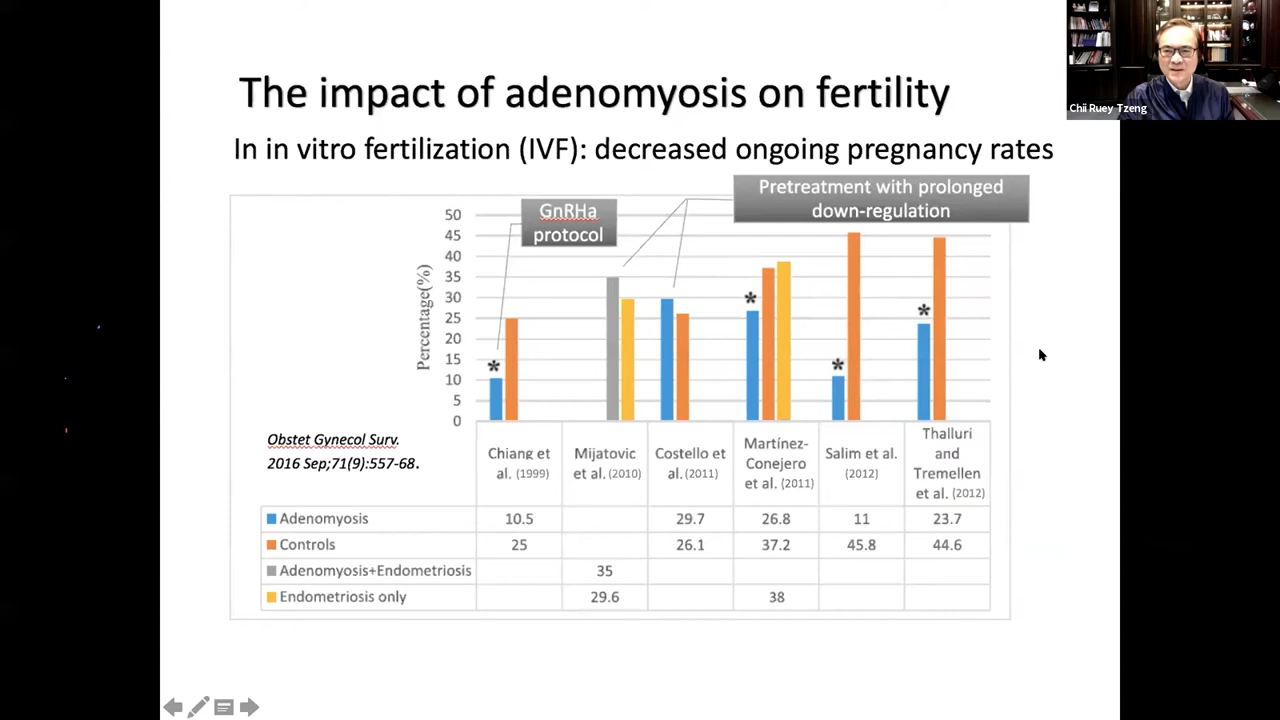 Chii Ruey Tzeng
The impact of adenomyosis on fertility
In in vitro fertilization (IVF): decreased ongoing pregnancy rates
Pretreatment with prolonged
down-regulation
GnRHa
protocol
Percentage(%)
50
45
40
35
30
25
20
15
10
5
0
*
*
*
*
Obstet Gynecol Surv.
2016 Sep;71(9):557-68.
Chiang et
al. (1999)
Mijatovic
et al. (2010)
Costello et
al. (2011)
Martínez-
Conejero
et al. (2011)
Salim et al.
(2012)
Thalluri
and
Tremellen
et al. (2012)
Adenomyosis 10.5 29.7 26.8 11 23.7
Controls 25 26.1 37.2 45.8 44.6
Adenomyosis+Endometriosis 35
Endometriosis only 29.6 38